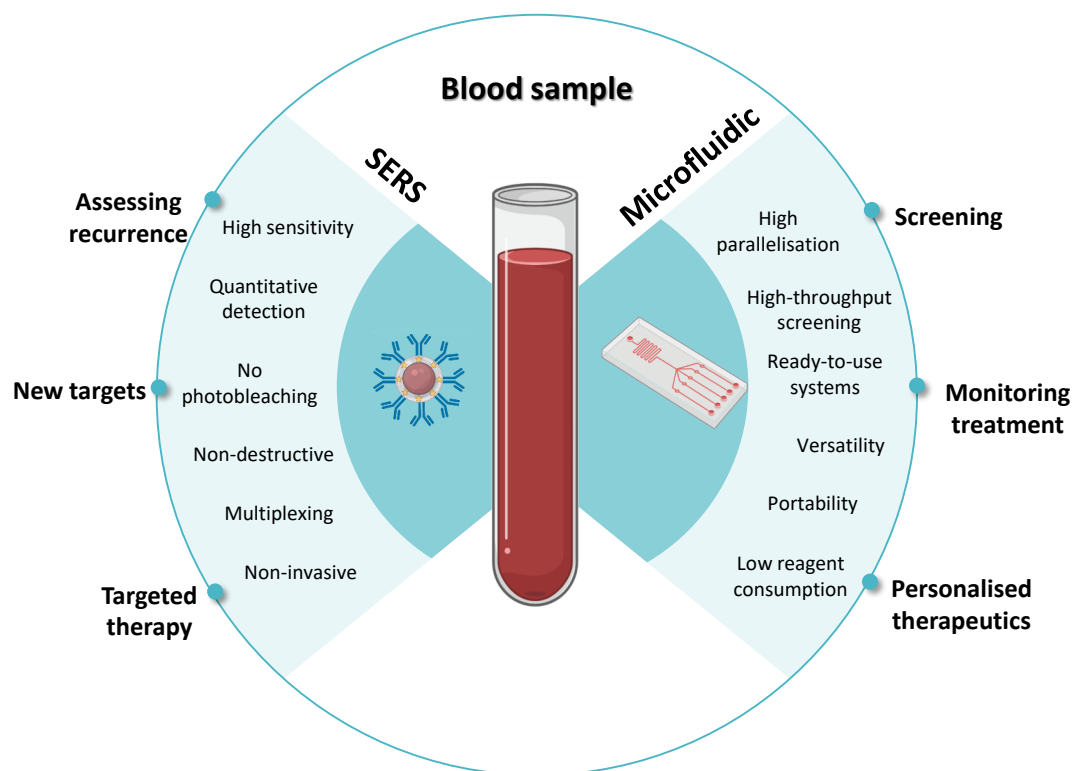 Blood sample
SERS
Microfluidic
Assessing
recurrence
New targets
Targeted
therapy
High sensitivity
Quantitative
detection
No
photobleaching
Non-destructive
Multiplexing
Non-invasive
High
parallelisation
High-throughput
screening
Ready-to-use
systems
Versatility
Portability
Low reagent
consumption
Screening
Monitoring
treatment
Personalised
therapeutics